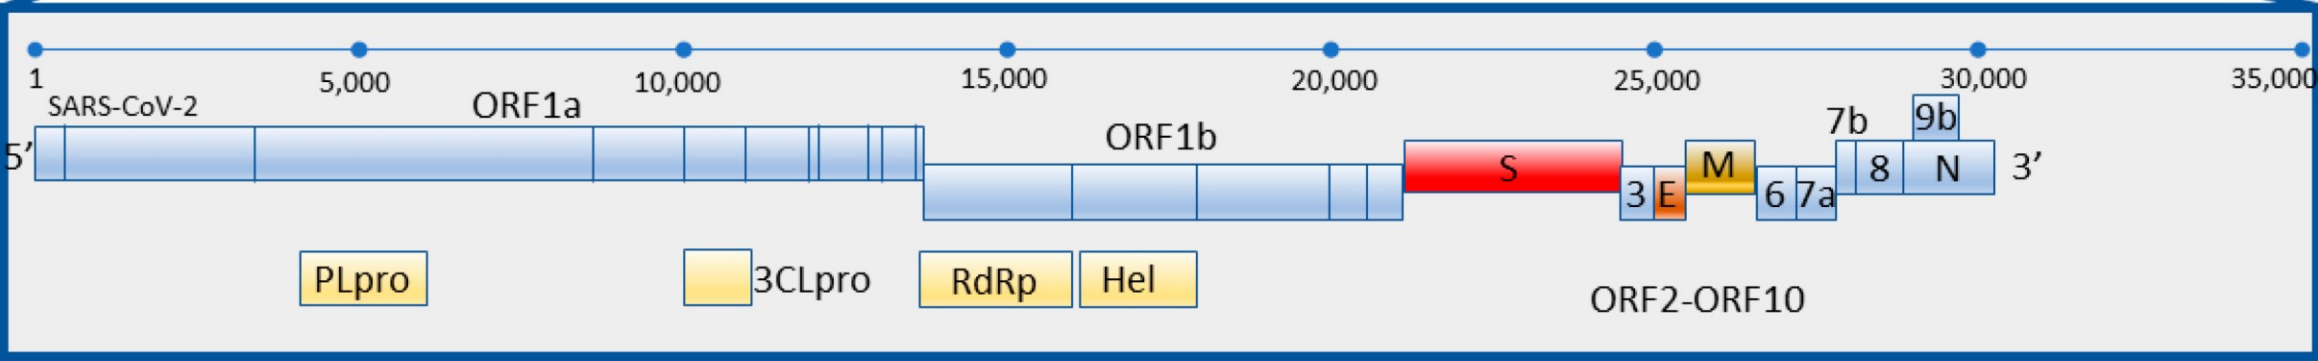 1 5,000 10,000 15,000 20,000 25,000 30,000 35,000
SARS-CoV-2 ORF1a ORF1b 7b 9b
5’ S 3 E M 6 7a 8 N 3’
PLpro 3CLpro RdRp Hel
ORF2-ORF10